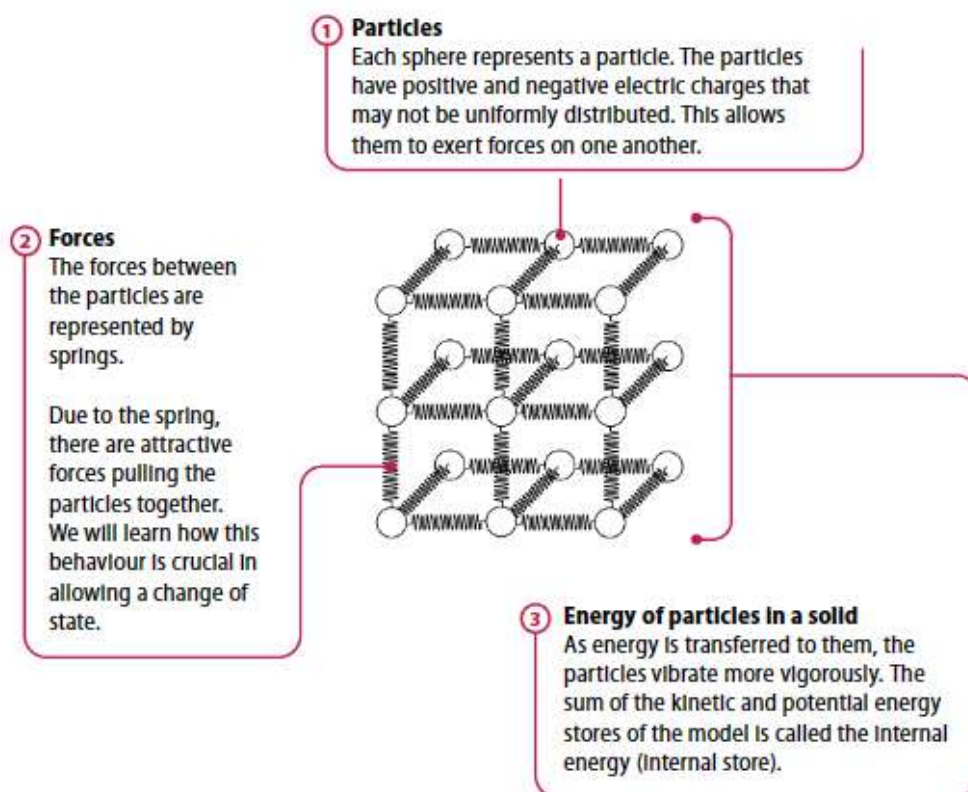 1 Particles
Each sphere represents a particle. The particles
have positive and negative electric charges that
may not be uniformly distributed. This allows
them to exert forces on one another.
2 Forces
The forces between
the particles are
represented by
springs.
Due to the spring,
there are attractive
forces pulling the
particles together.
We will learn how this
behaviour is crucial in
allowing a change of
state.
3 Energy of particles in a solid
As energy is transferred to them, the
particles vibrate more vigorously. The
sum of the kinetic and potential energy
stores of the model is called the internal
energy (internal store).